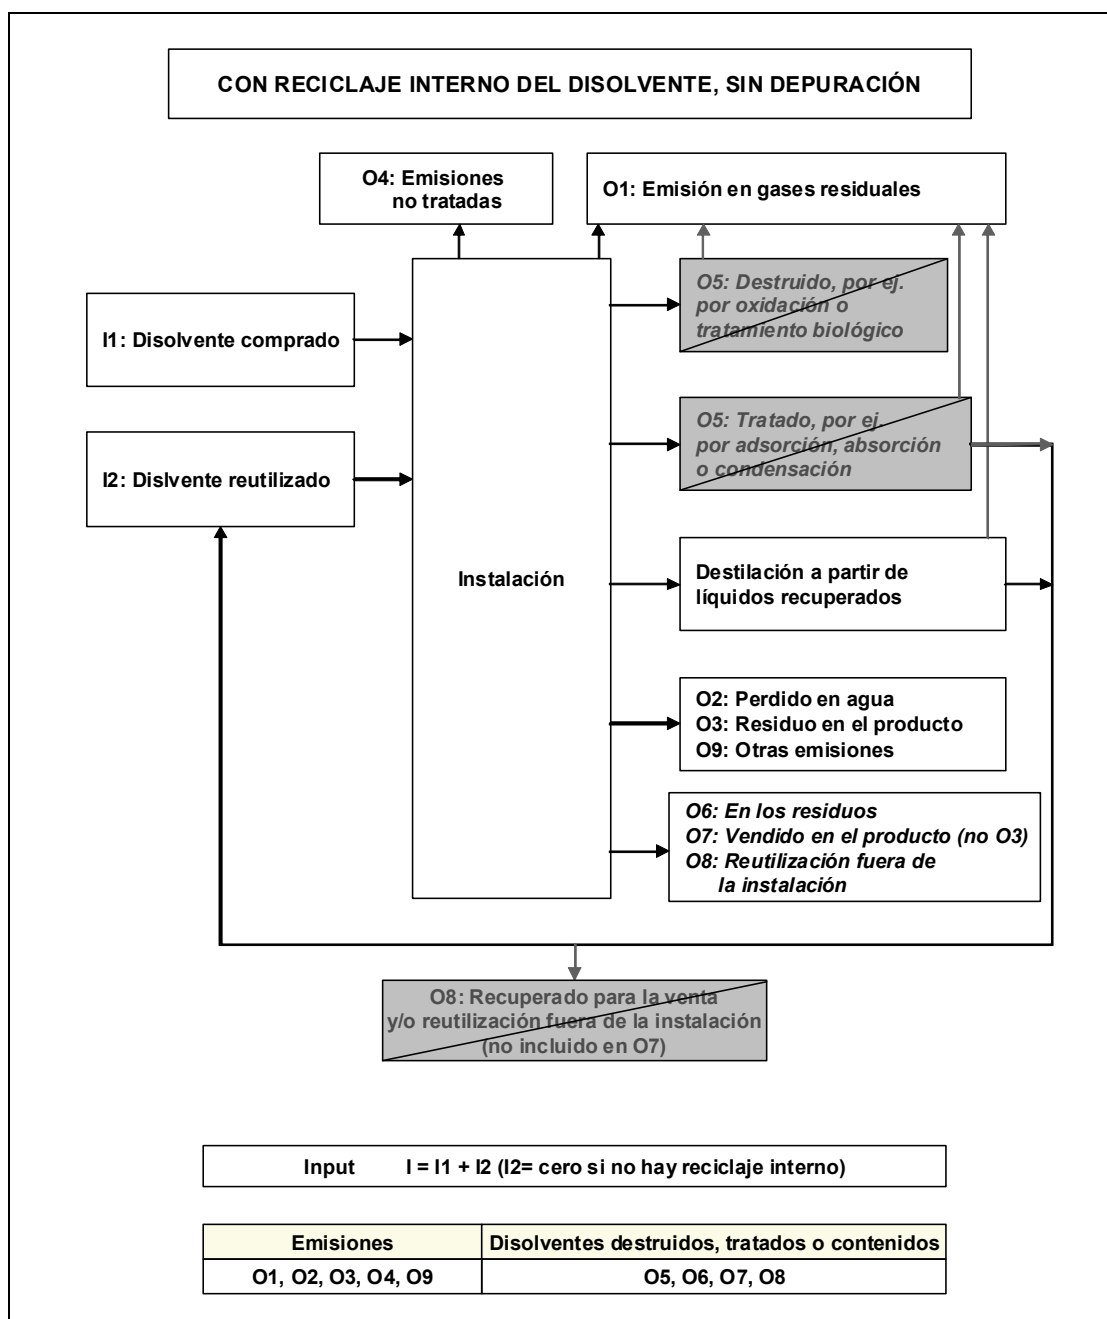 CON RECICLAJE INTERNO DEL DISOLVENTE, SIN DEPURACIÓN
O4: Emisiones
no tratadas
O1: Emisión en gases residuales
O5: Destruido, por ej.
por oxidación o
tratamiento biológico
I1: Disolvente comprado
O5: Tratado, por ej.
por adsorción, absorción
o condensación
I2: Dislvente reutilizado
Instalación
Destilación a partir de
líquidos recuperados
O2: Perdido en agua
O3: Residuo en el producto
O9: Otras emisiones
O6: En los residuos
O7: Vendido en el producto (no O3)
O8: Reutilización fuera de
la instalación
O8: Recuperado para la venta
y/o reutilización fuera de la instalación
(no incluido en O7)
Input I = I1 + I2 (I2= cero si no hay reciclaje interno)
Emisiones Disolventes destruidos, tratados o contenidos
O1, O2, O3, O4, O9 O5, O6, O7, O8